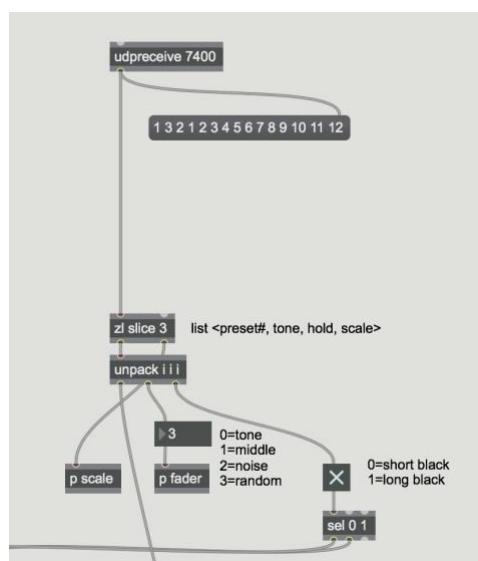 udpreceive 7400
1 3 2 1 2 3 4 5 6 7 8 9 10 11 12
zl slice 3
list <preset#, tone, hold, scale>
unpack i i i
3
0=tone
1=middle
2=noise
3=random
p scale
p fader
0=short black
1=long black
sel 0 1